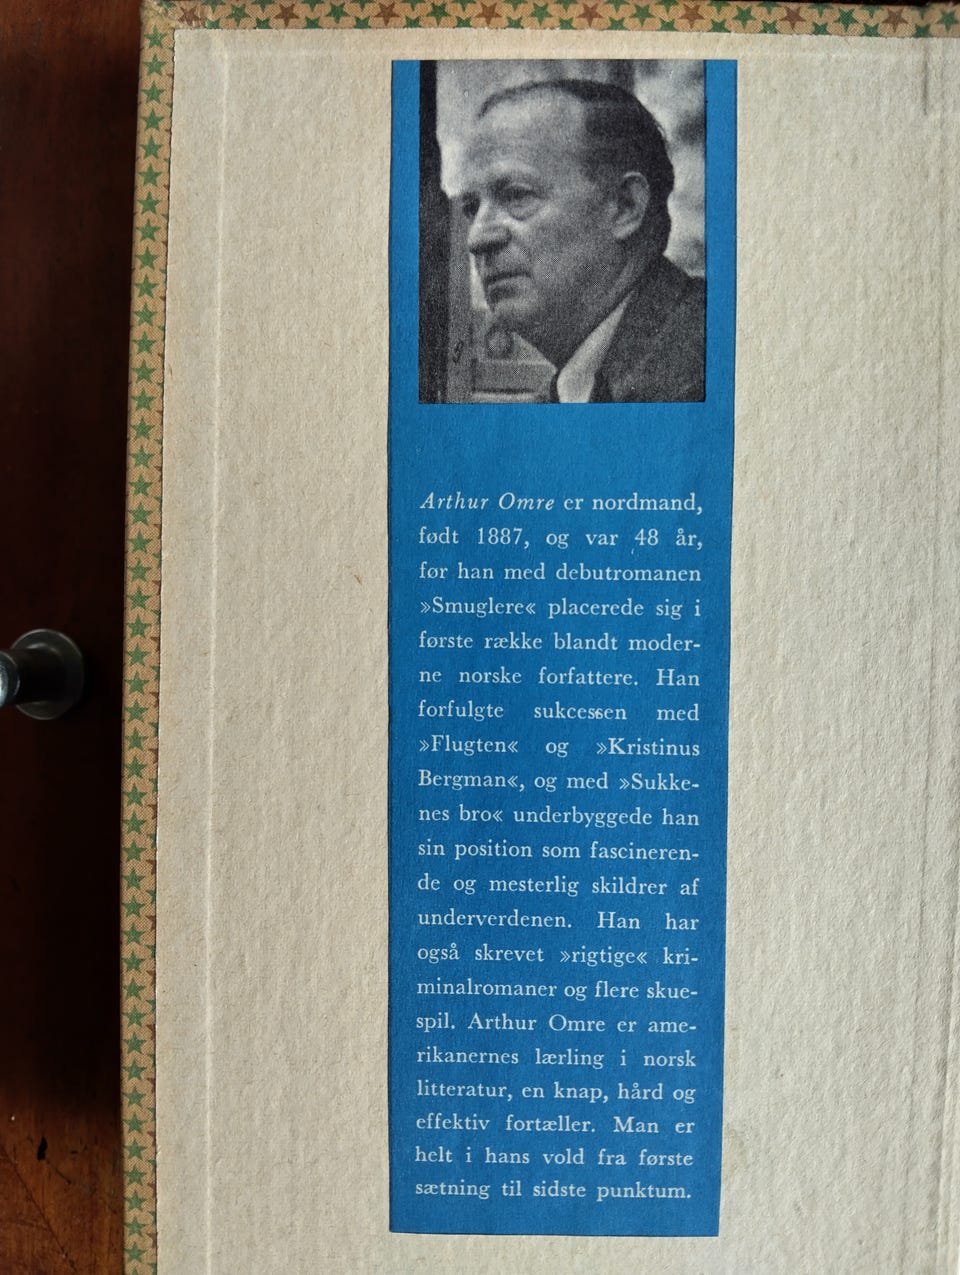 Arthur Omre er nordmand,
født 1887, og var 48 år,
før han med debutromanen
»Smuglere« placerede sig i
første række blandt moder-
ne norske forfattere. Han
forfulgte sukcessen med
»Flugten« og »Kristinus
Bergman«, og med »Sukke-
nes bro« underbyggede han
sin position som fascineren-
de og mesterlig skildrer af
underverdenen. Han har
også skrevet »rigtige« kri-
minalromaner og flere skue-
spil. Arthur Omre er ame-
rikanernes lærling i norsk
litteratur, en knap, hård og
effektiv fortæller. Man er
helt i hans vold fra første
sætning til sidste punktum.